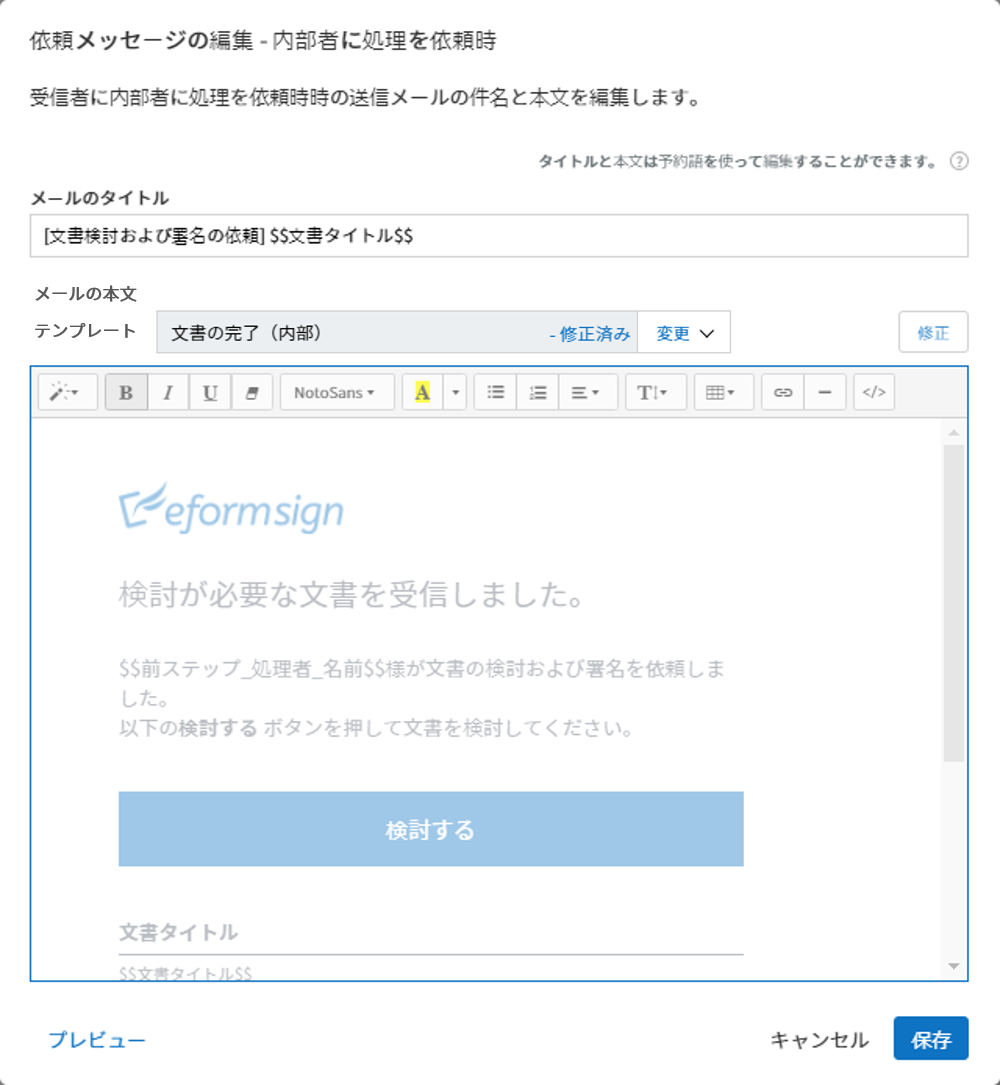 依頼メッセージの編集 - 内部者に処理を依頼時
受信者に内部者に処理を依頼時時の送信メールの件名と本文を編集します。
タイトルと本文は予約語を使って編集することができます。 ?
メールのタイトル
[文書検討および署名の依頼] $$文書タイトル$$
メールの本文
テンプレート 文書の完了（内部） - 修正済み 変更 修正
B I U NotoSans A T </>
eformsign
検討が必要な文書を受信しました。
$$前ステップ_処理者_名前$$様が文書の検討および署名を依頼しま
した。
以下の検討する ボタンを押して文書を検討してください。
検討する
文書タイトル
$$文書タイトル$$
プレビュー キャンセル 保存